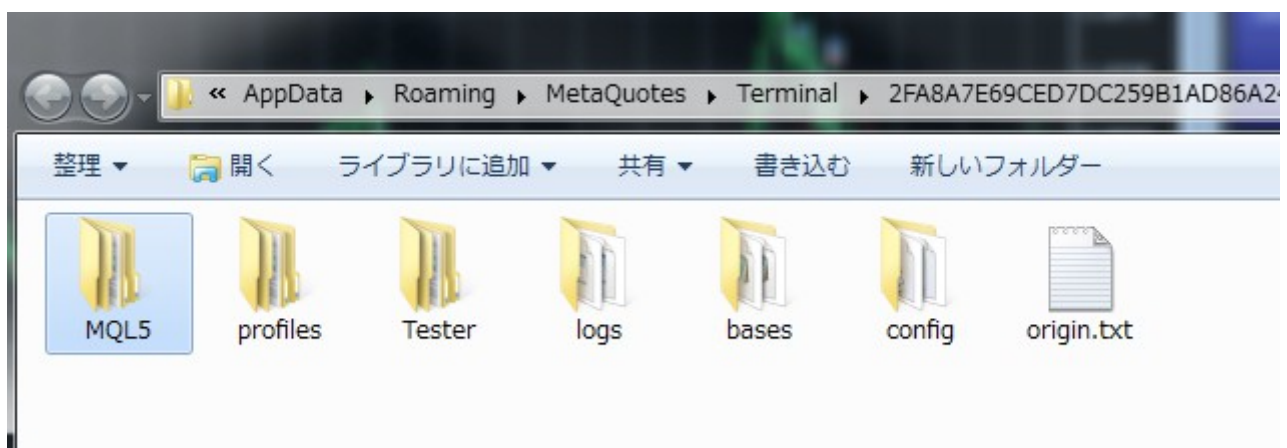 « AppData ▸ Roaming ▸ MetaQuotes ▸ Terminal ▸ 2FA8A7E69CED7DC259B1AD86A24
整理 ▼ 開く ライブラリに追加 ▼ 共有 ▼ 書き込む 新しいフォルダー
MQL5 profiles Tester logs bases config origin.txt